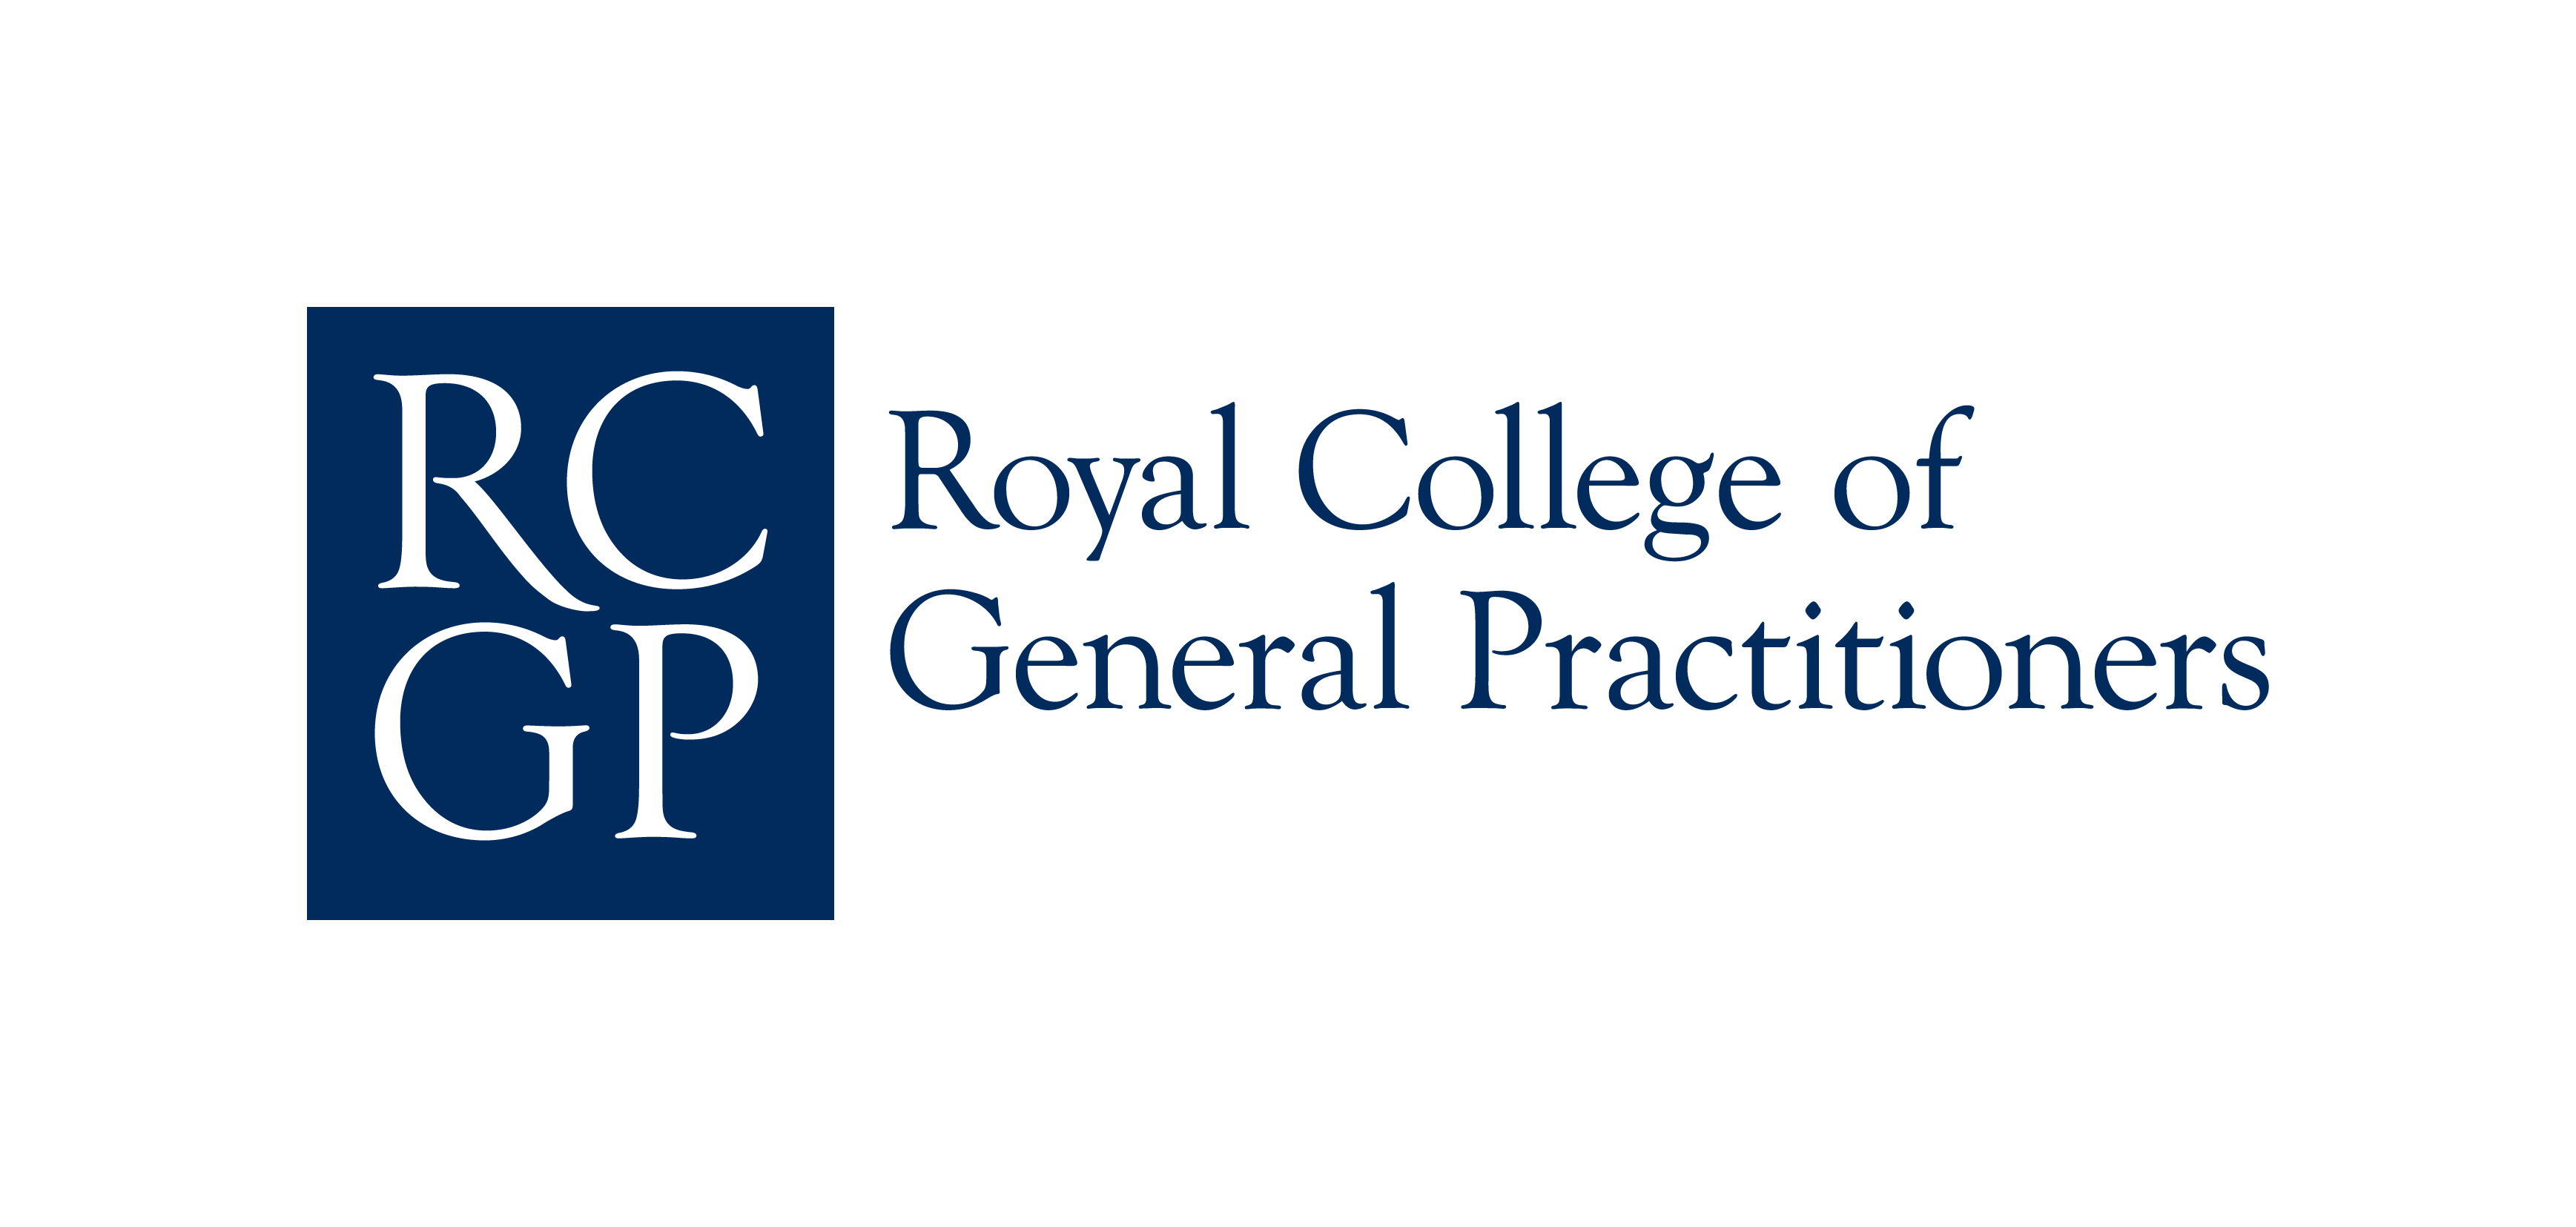 RC
GP
Royal College of
General Practitioners